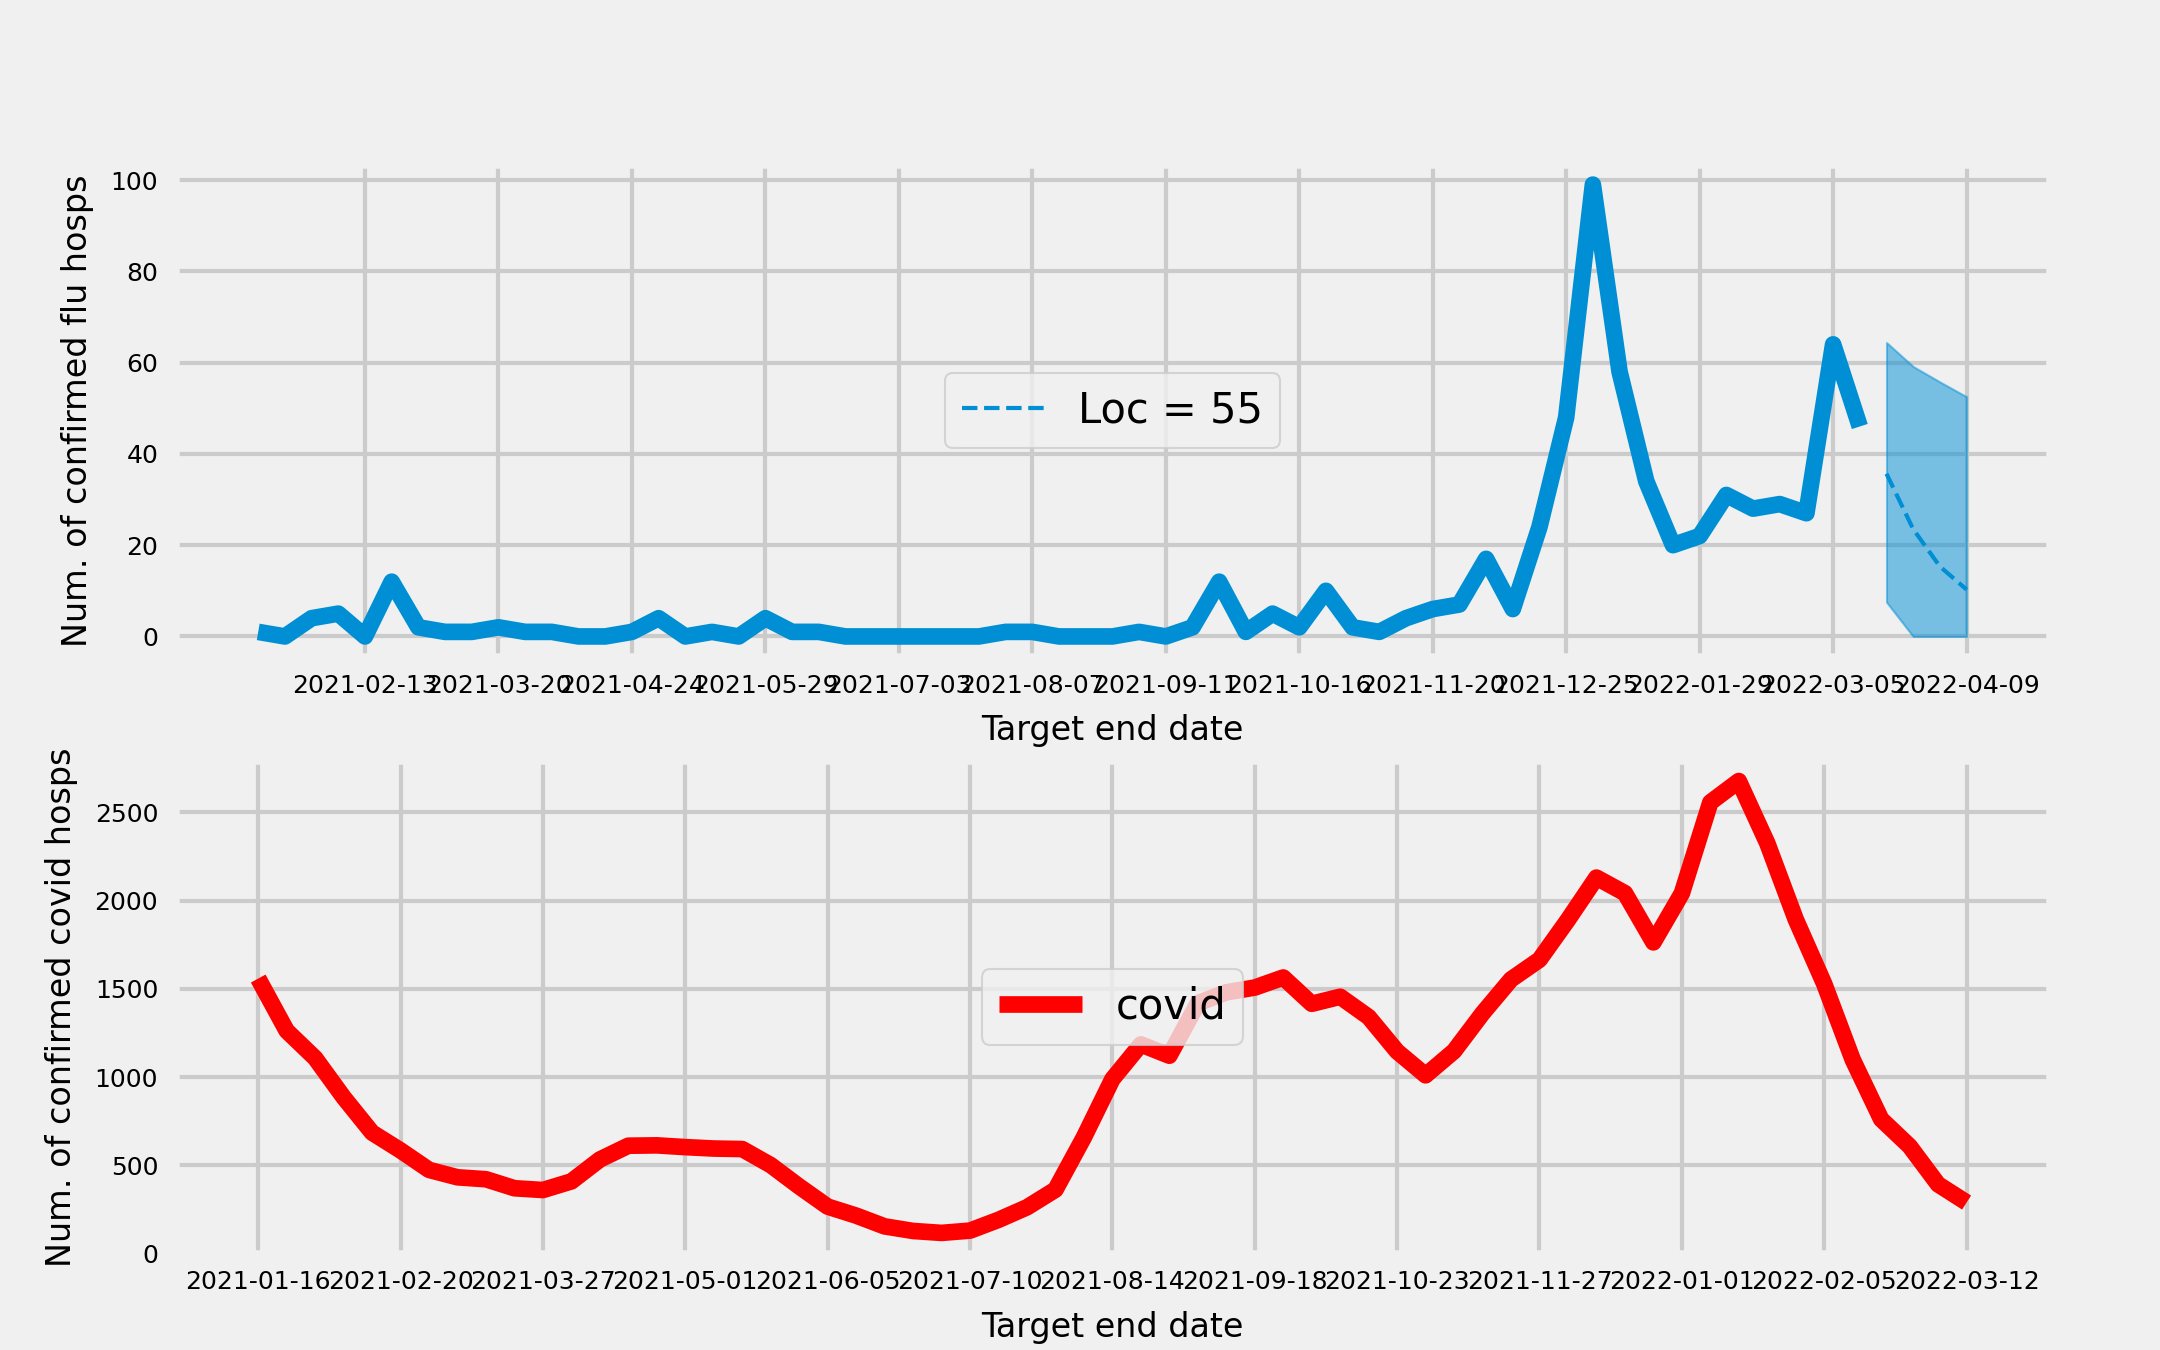 Num. of confirmed flu hosps
100
80
60
40
20
0
Loc = 55
2021-02-13 2021-03-20 2021-04-24 2021-05-29 2021-07-03 2021-08-07 2021-09-11 2021-10-16 2021-11-20 2021-12-25 2022-01-29 2022-03-05 2022-04-09
Target end date
Num. of confirmed covid hosps
2500
2000
1500
1000
500
0
covid
2021-01-16 2021-02-20 2021-03-27 2021-05-01 2021-06-05 2021-07-10 2021-08-14 2021-09-18 2021-10-23 2021-11-27 2022-01-01 2022-02-05 2022-03-12
Target end date